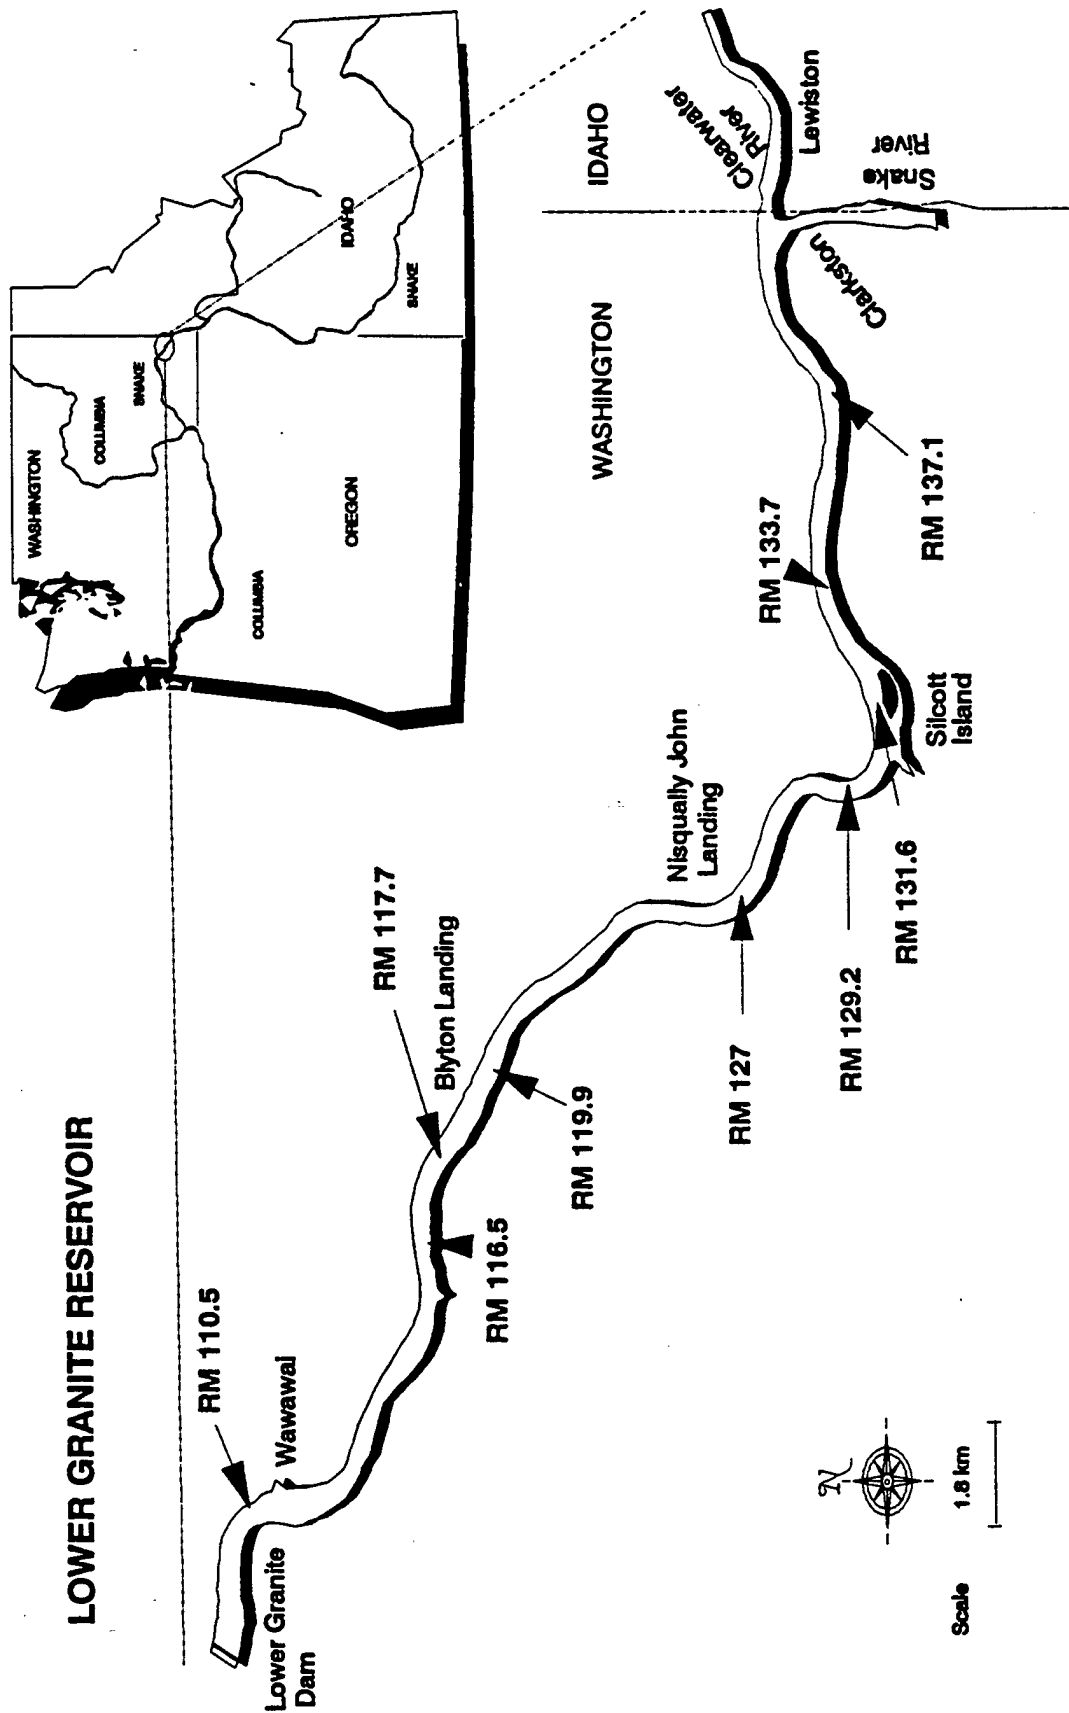 LOWER GRANITE RESERVOIR
WASHINGTON
COLUMBIA
SNAKE
COLUMBIA
OREGON
IDAHO
SNAKE
RM 110.5
Wawawai
Lower Granite
Dam
RM 116.5
RM 117.7
Blyton Landing
RM 119.9
Nisqually John
Landing
RM 127
RM 129.2
RM 131.6
Silcott
Island
RM 133.7
RM 137.1
WASHINGTON
IDAHO
Clarkston
Clearwater
River
Lewiston
Snake
River
N
Scale
1.8 km